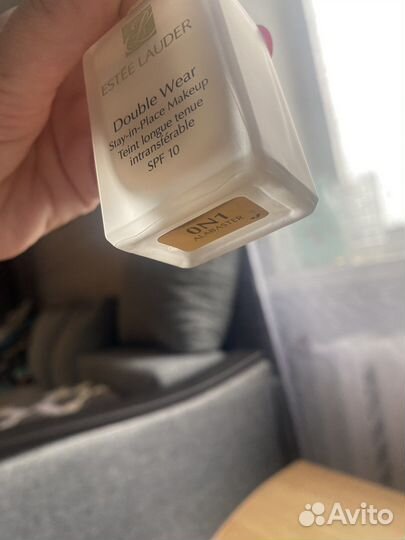 ESTĒE LAUDER
Double Wear
Stay-in-Place Makeup
Teint longue tenue
intransférable
SPF 10
0N1
ALABASTER
Avito